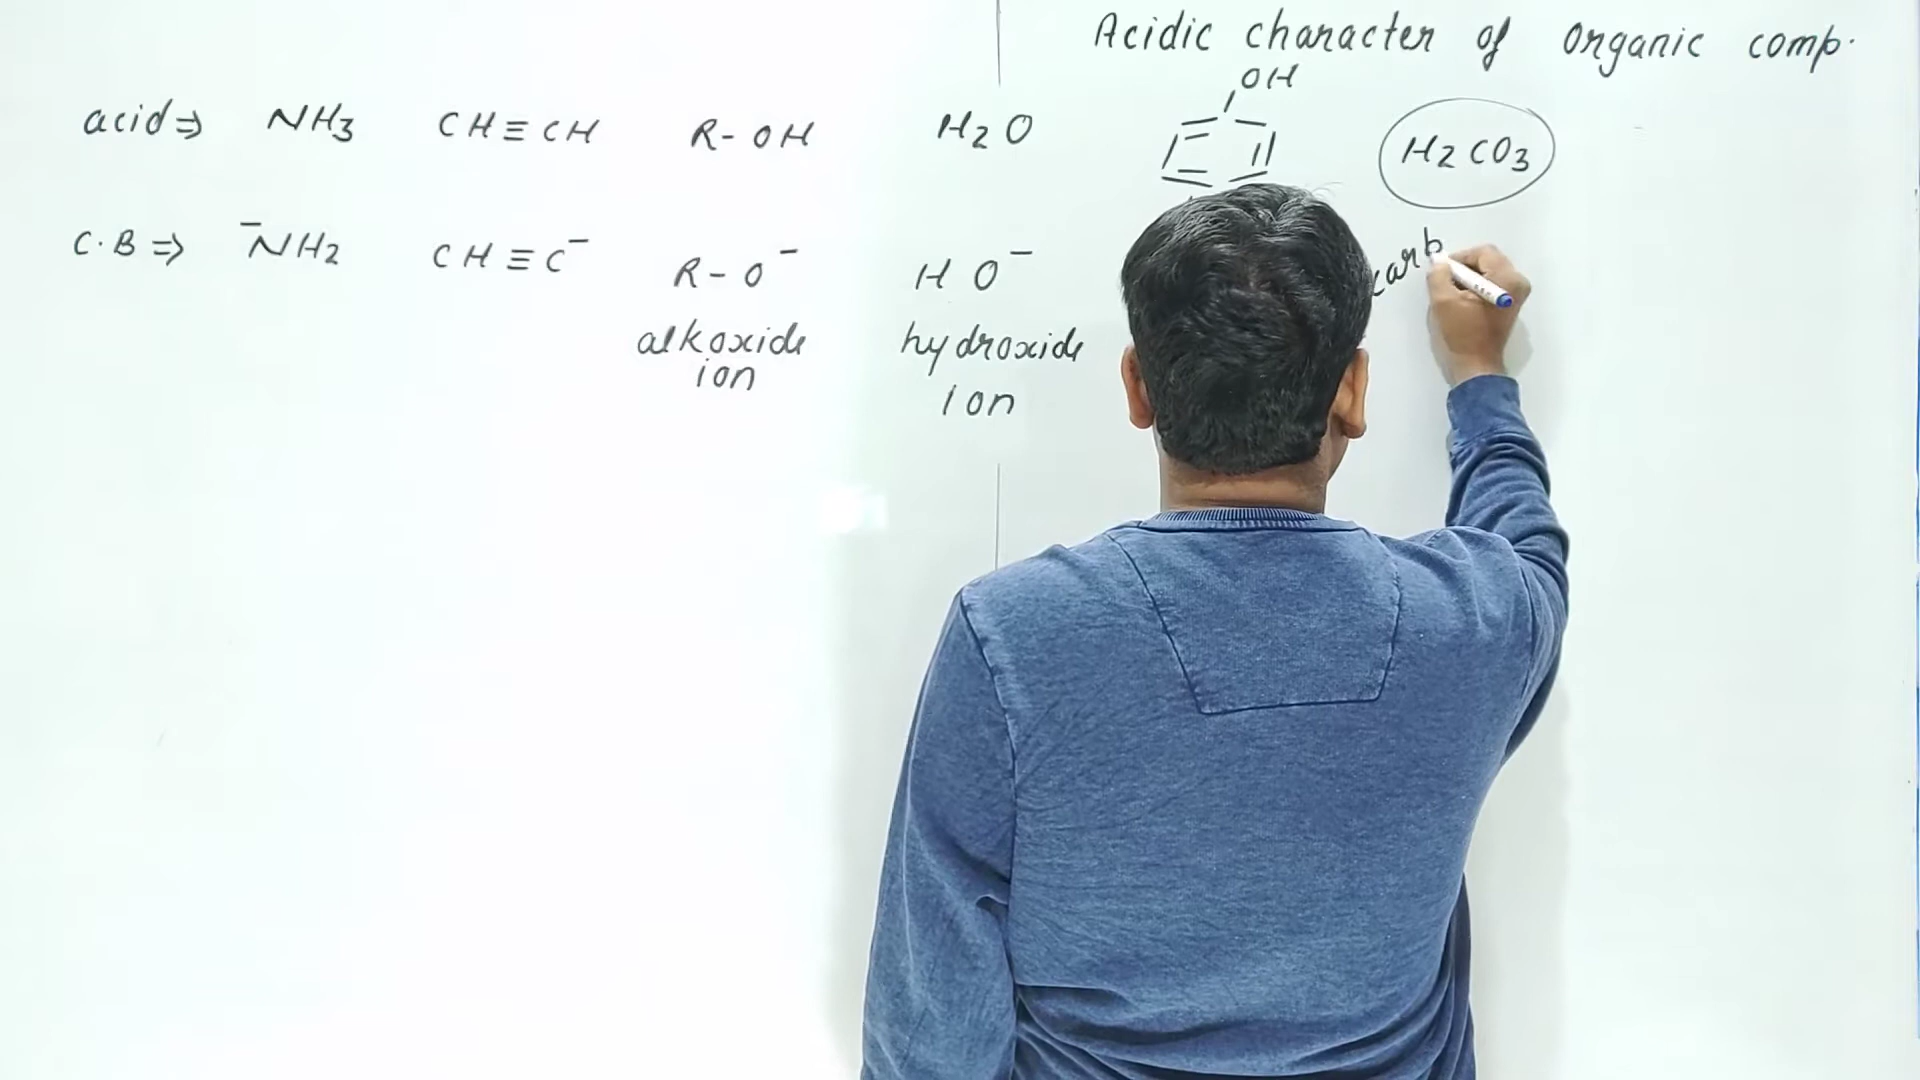 Acidic character of organic comp.
acid ⇒ NH3 CH≡CH R-OH H2O OH H2CO3
C.B ⇒ ⁻NH2 CH≡C⁻ R-O⁻ HO⁻ carb
alkoxide ion hydroxide ion